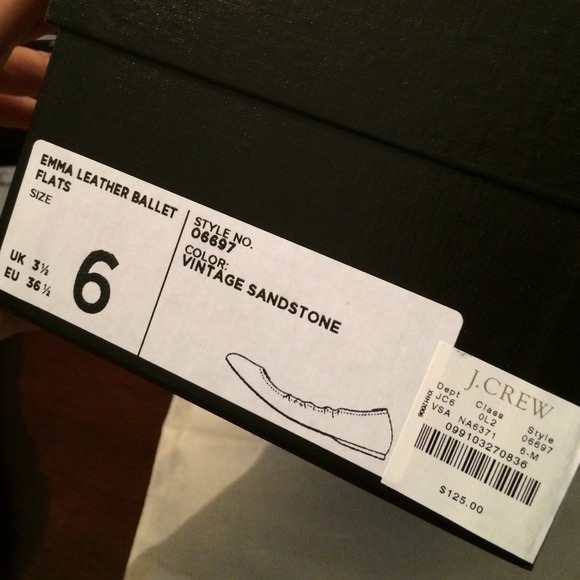 EMMA LEATHER BALLET
FLATS
SIZE
UK 3½
EU 36½
6
STYLE NO.
06697
COLOR:
VINTAGE SANDSTONE
J.CREW
Dept Class Style
JC6 0L2 06697
VSA NA6371 6-M
099103270836
$125.00